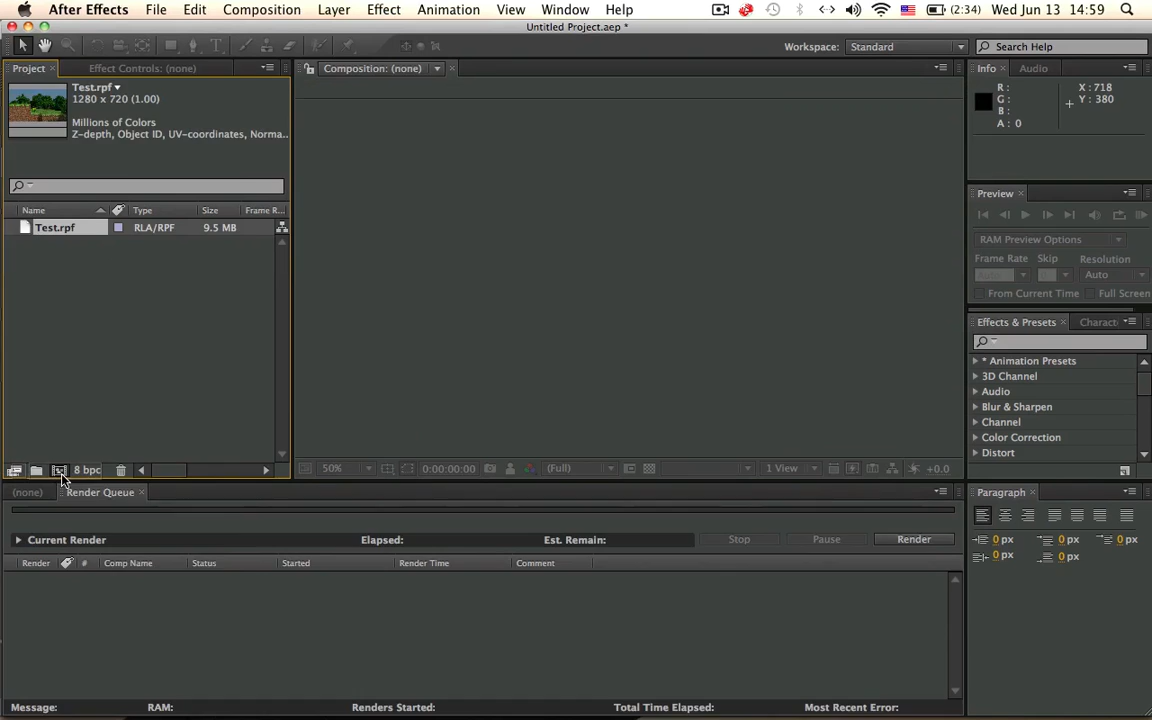 After Effects File Edit Composition Layer Effect Animation View Window Help (2:34) Wed Jun 13 14:59
Untitled Project.aep *
Workspace: Standard Search Help
Project Effect Controls: (none) Composition: (none) Info Audio
Test.rpf
1280 x 720 (1.00)
Millions of Colors
Z-depth, Object ID, UV-coordinates, Norma...
R: X: 718
G: Y: 380
B:
A: 0
Name Type Size Frame R...
Test.rpf RLA/RPF 9.5 MB
Preview
RAM Preview Options
Frame Rate Skip Resolution
Auto
From Current Time Full Screen
Effects & Presets Charact
* Animation Presets
3D Channel
Audio
Blur & Sharpen
Channel
Color Correction
Distort
8 bpc 50% 0:00:00:00 (Full) 1 View +0.0
(none) Render Queue Paragraph
Current Render Elapsed: Est. Remain: Stop Pause Render
0 px 0 px 0 px
0 px 0 px
Render # Comp Name Status Started Render Time Comment
Message: RAM: Renders Started: Total Time Elapsed: Most Recent Error: